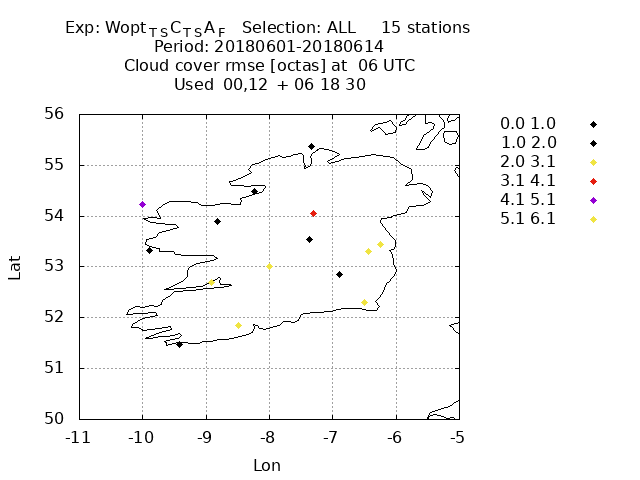 Exp: Wopt_TS C_TS A_F   Selection: ALL     15 stations
Period: 20180601-20180614
Cloud cover rmse [octas] at  06 UTC
Used  00,12  + 06 18 30
0.0 1.0
1.0 2.0
2.0 3.1
3.1 4.1
4.1 5.1
5.1 6.1
56
55
54
53
52
51
50
Lat
-11 -10 -9 -8 -7 -6 -5
Lon